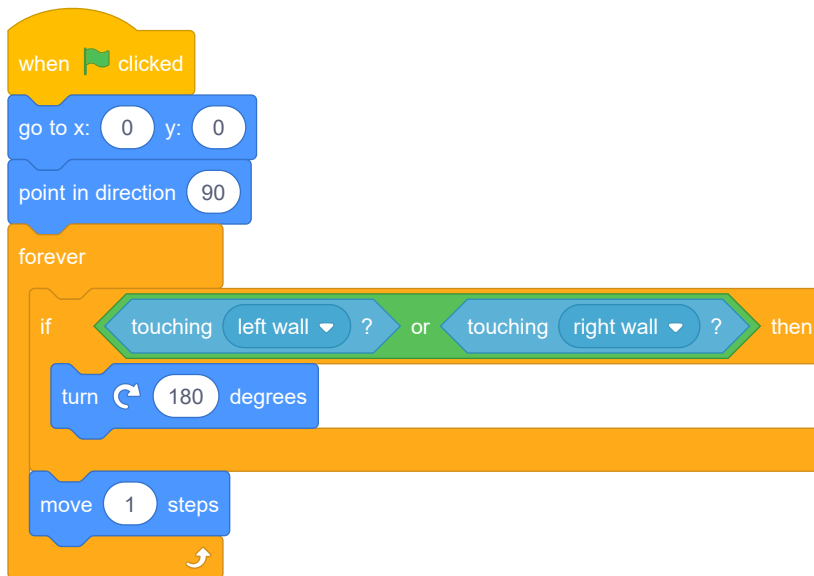 when clicked
go to x: 0 y: 0
point in direction 90
forever
if touching left wall ? or touching right wall ? then
turn 180 degrees
move 1 steps